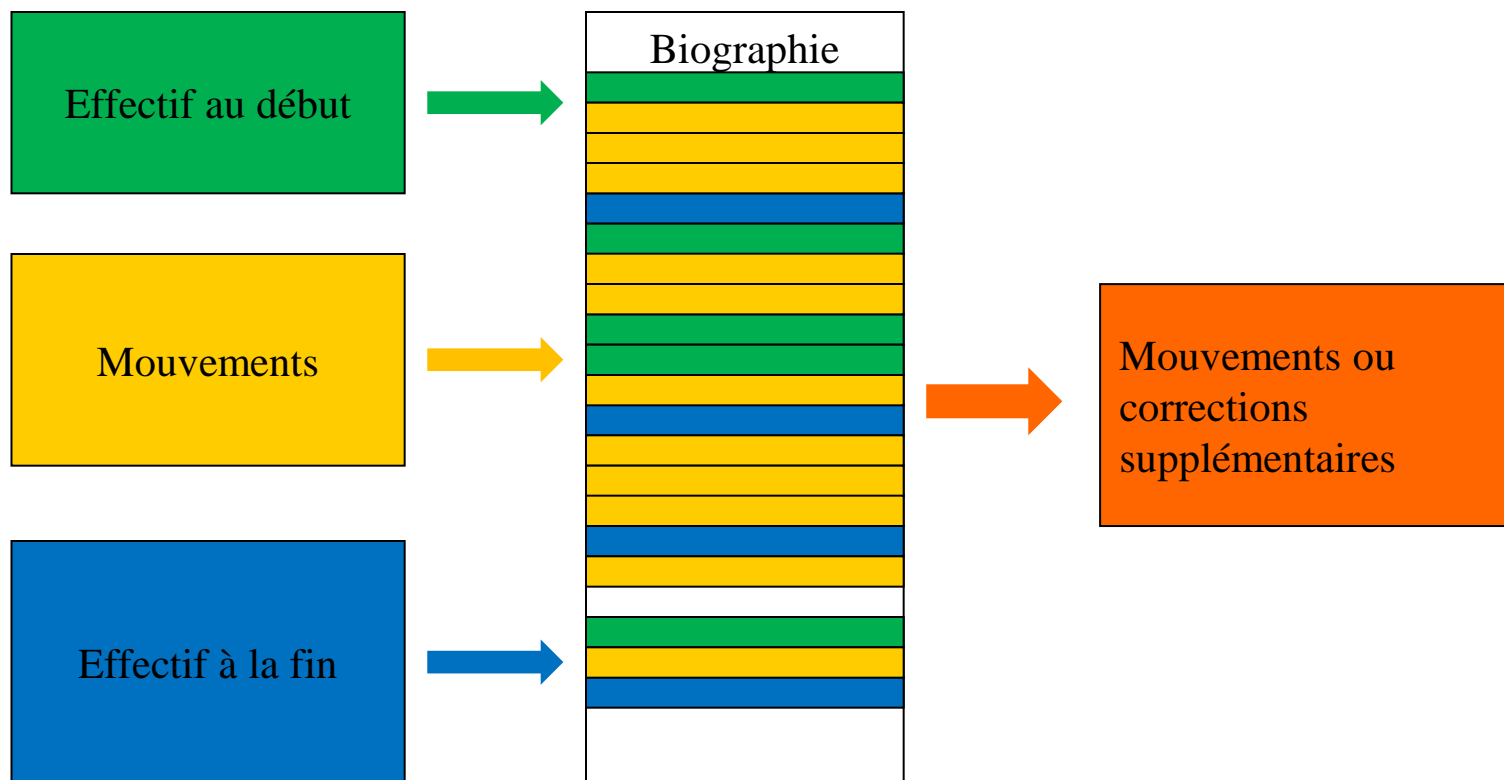 Biographie
Effectif au début
Mouvements
Effectif à la fin
Mouvements ou
corrections
supplémentaires